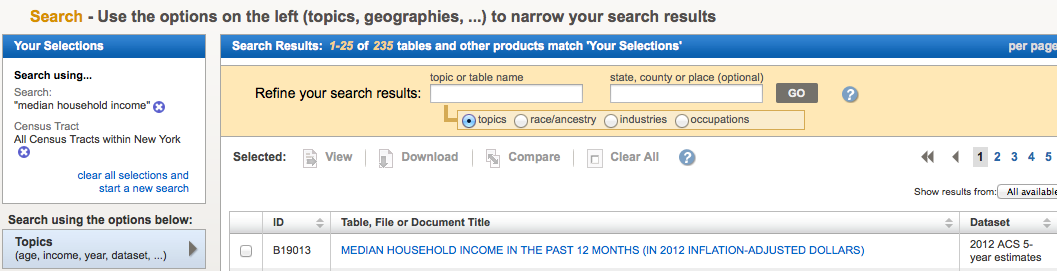 Search - Use the options on the left (topics, geographies, ...) to narrow your search results
Your Selections
Search using...
Search:
"median household income"
Census Tract
All Census Tracts within New York
clear all selections and
start a new search
Search using the options below:
Topics
(age, income, year, dataset, ...)
Search Results: 1-25 of 235 tables and other products match 'Your Selections'
per page
topic or table name
state, county or place (optional)
Refine your search results:
GO
?
topics race/ancestry industries occupations
Selected: View Download Compare Clear All ?
1 2 3 4 5
Show results from: All available
ID Table, File or Document Title Dataset
B19013 MEDIAN HOUSEHOLD INCOME IN THE PAST 12 MONTHS (IN 2012 INFLATION-ADJUSTED DOLLARS) 2012 ACS 5-
year estimates